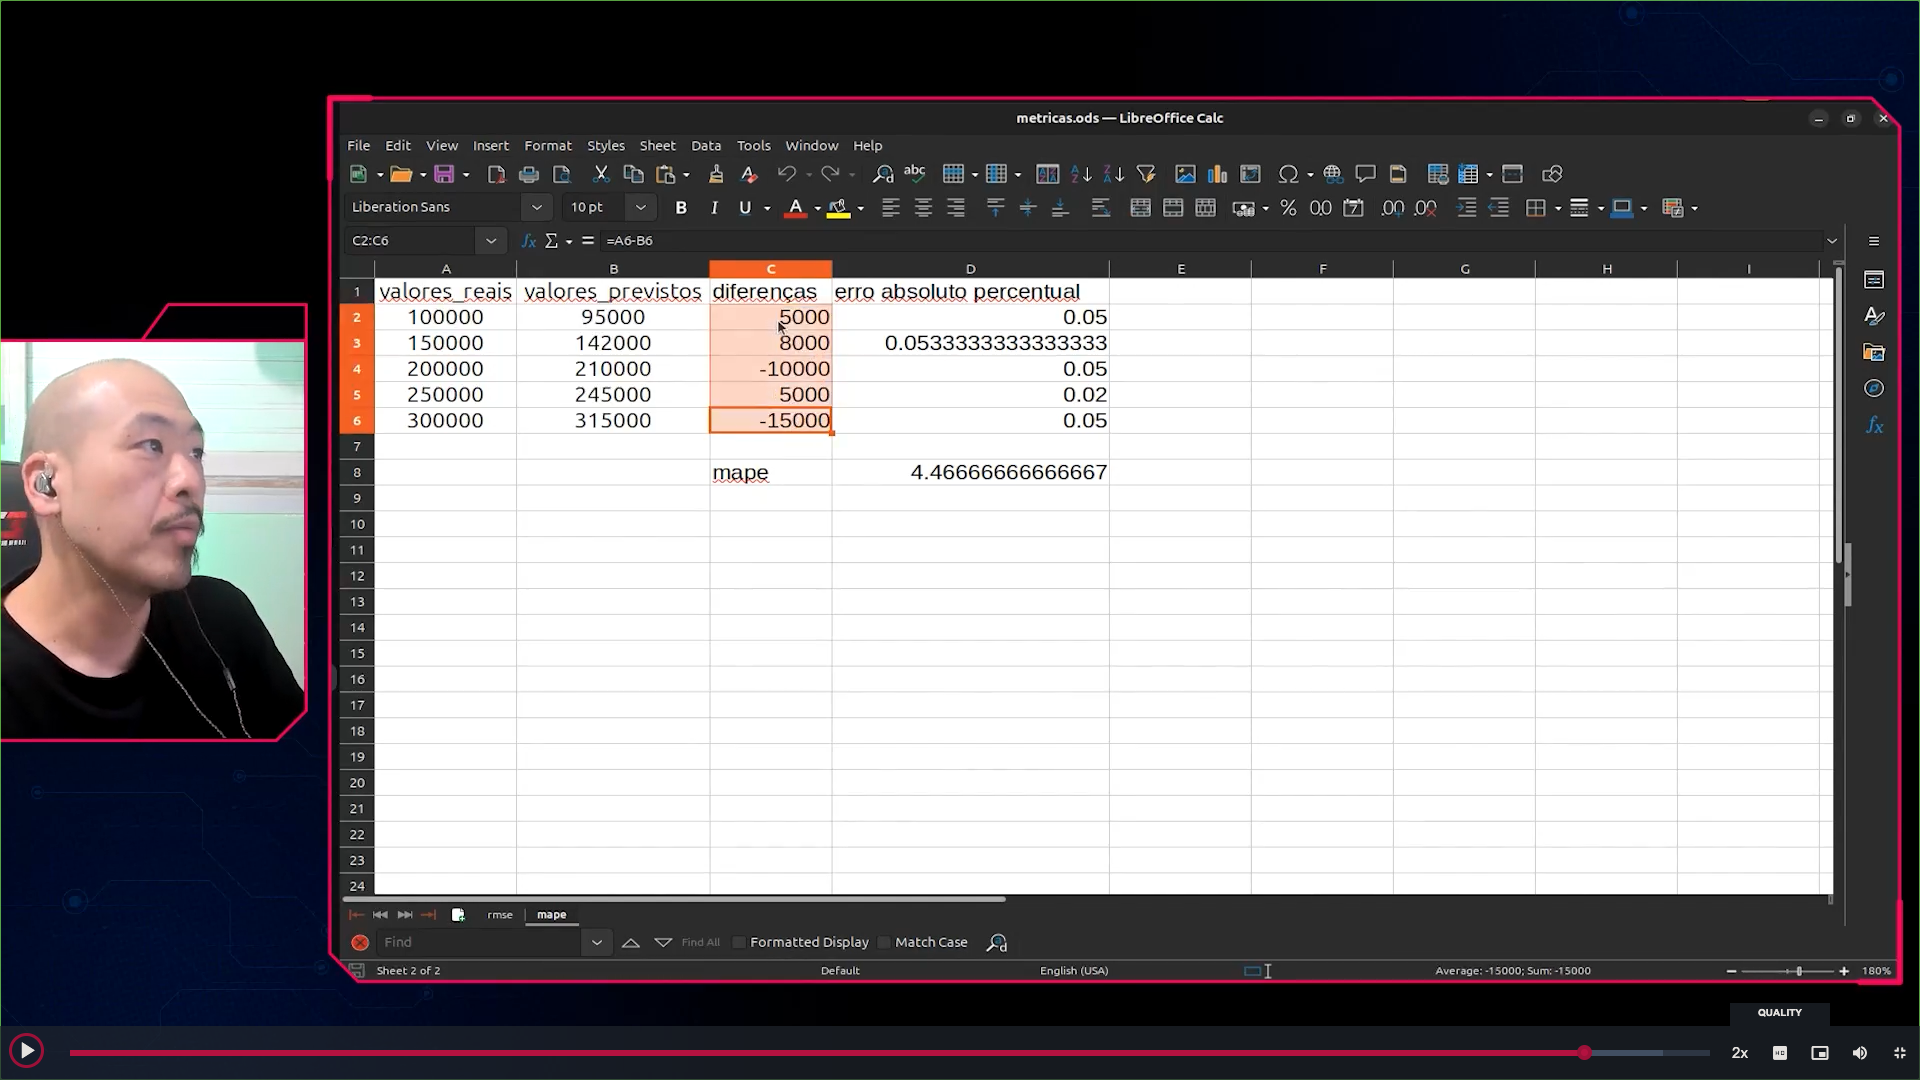 metricas.ods — LibreOffice Calc
File Edit View Insert Format Styles Sheet Data Tools Window Help
Liberation Sans 10 pt
C2:C6 =A6-B6
A B C D E F G H I
1 valores_reais valores_previstos diferenças erro absoluto percentual
2 100000 95000 5000 0.05
3 150000 142000 8000 0.0533333333333333
4 200000 210000 -10000 0.05
5 250000 245000 5000 0.02
6 300000 315000 -15000 0.05
7
8 mape 4.46666666666667
9
10
11
12
13
14
15
16
17
18
19
20
21
22
23
24
rmse mape
Find Find All Formatted Display Match Case
Sheet 2 of 2 Default English (USA) Average: -15000; Sum: -15000 180%
QUALITY
2x